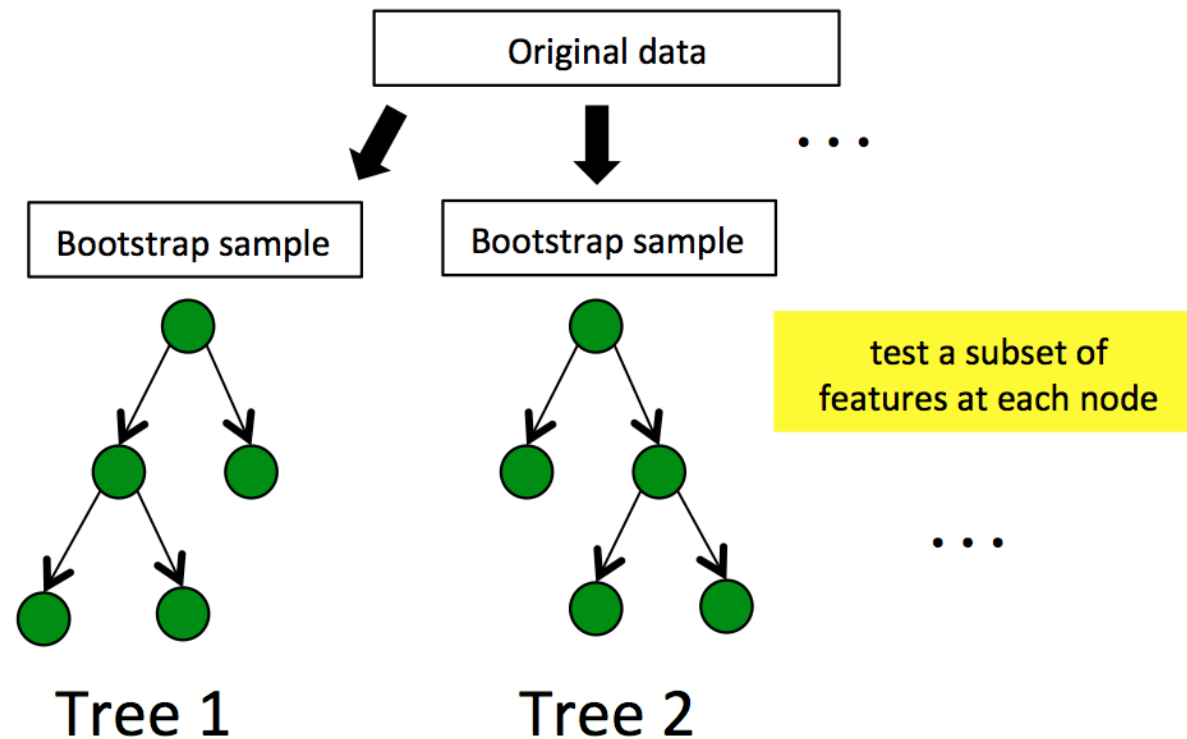 Original data
. . .
Bootstrap sample
Bootstrap sample
test a subset of
features at each node
. . .
Tree 1
Tree 2